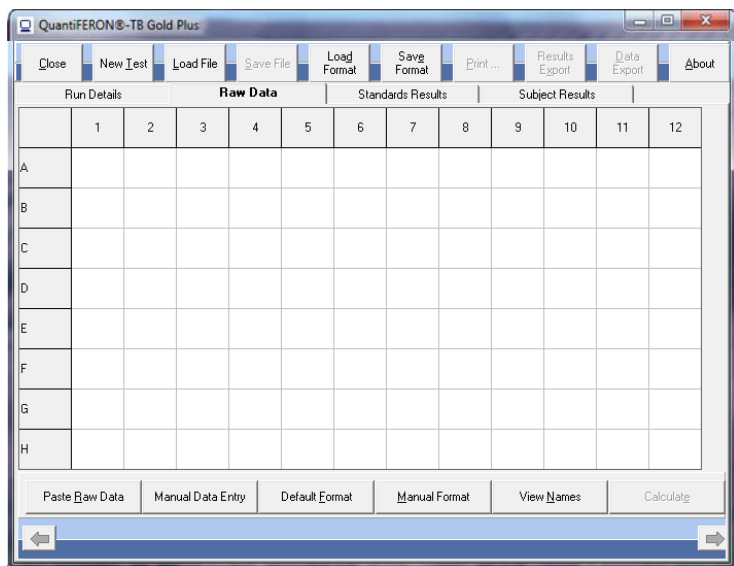 QuantiFERON®-TB Gold Plus
Close New Test Load File Save File Load Format Save Format Print ... Results Export Data Export About
Run Details Raw Data Standards Results Subject Results
1 2 3 4 5 6 7 8 9 10 11 12
A
B
C
D
E
F
G
H
Paste Raw Data Manual Data Entry Default Format Manual Format View Names Calculate